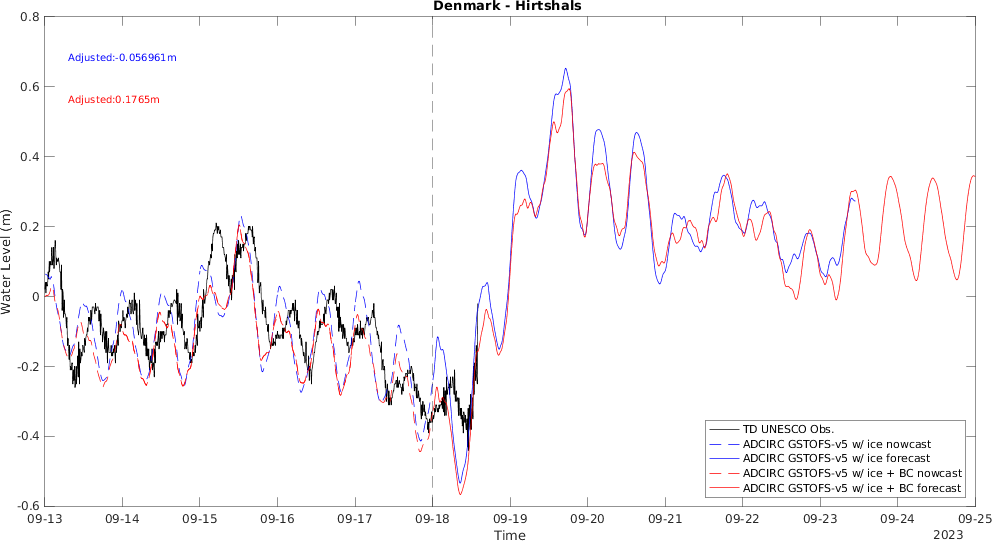 Denmark - Hirtshals
Adjusted:-0.056961m
Adjusted:0.1765m
Water Level (m)
0.8
0.6
0.4
0.2
0
-0.2
-0.4
-0.6
TD UNESCO Obs.
ADCIRC GSTOFS-v5 w/ ice nowcast
ADCIRC GSTOFS-v5 w/ ice forecast
ADCIRC GSTOFS-v5 w/ ice + BC nowcast
ADCIRC GSTOFS-v5 w/ ice + BC forecast
09-13 09-14 09-15 09-16 09-17 09-18 09-19 09-20 09-21 09-22 09-23 09-24 09-25
Time
2023